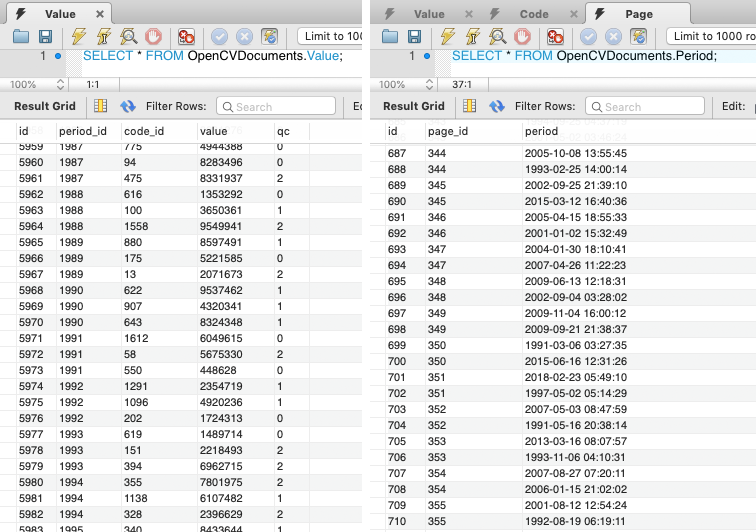 Value ×
Limit to 100
1 SELECT * FROM OpenCVDocuments.Value;
100% 1:1
Result Grid Filter Rows: Search
id period_id code_id value qc
5959 1987 775 4944388 0
5960 1987 94 8283496 0
5961 1987 475 8331937 2
5962 1988 616 1353292 0
5963 1988 100 3650361 1
5964 1988 1558 9549941 2
5965 1989 880 8597491 1
5966 1989 175 5221585 0
5967 1989 13 2071673 2
5968 1990 622 9537462 1
5969 1990 907 4320341 1
5970 1990 643 8324348 1
5971 1991 1612 6049615 0
5972 1991 58 5675330 2
5973 1991 550 448628 0
5974 1992 1291 2354719 1
5975 1992 1096 4920236 1
5976 1992 202 1724313 0
5977 1993 619 1489714 0
5978 1993 151 2218493 2
5979 1993 394 6962715 2
5980 1994 355 7801975 2
5981 1994 1138 6107482 1
5982 1994 328 2396629 2
5983 1995 340 8433644
Value × Code × Page
Limit to 1000 ro
1 SELECT * FROM OpenCVDocuments.Period;
100% 37:1
Result Grid Filter Rows: Search Edit:
id page_id period
687 344 2005-10-08 13:55:45
688 344 1993-02-25 14:00:14
689 345 2002-09-25 21:39:10
690 345 2015-03-12 16:40:36
691 346 2005-04-15 18:55:33
692 346 2001-01-02 15:32:49
693 347 2004-01-30 18:10:41
694 347 2007-04-26 11:22:23
695 348 2009-06-13 12:18:31
696 348 2002-09-04 03:28:02
697 349 2009-11-04 16:00:12
698 349 2009-09-21 21:38:37
699 350 1991-03-06 03:27:35
700 350 2015-06-16 12:31:26
701 351 2018-02-23 05:49:10
702 351 1997-05-02 05:14:29
703 352 2007-05-03 08:47:59
704 352 1991-05-16 20:38:14
705 353 2013-03-16 08:07:57
706 353 1993-11-06 04:10:31
707 354 2007-08-27 07:20:11
708 354 2006-01-15 21:02:02
709 355 2001-08-12 12:54:24
710 355 1992-08-19 06:19:11